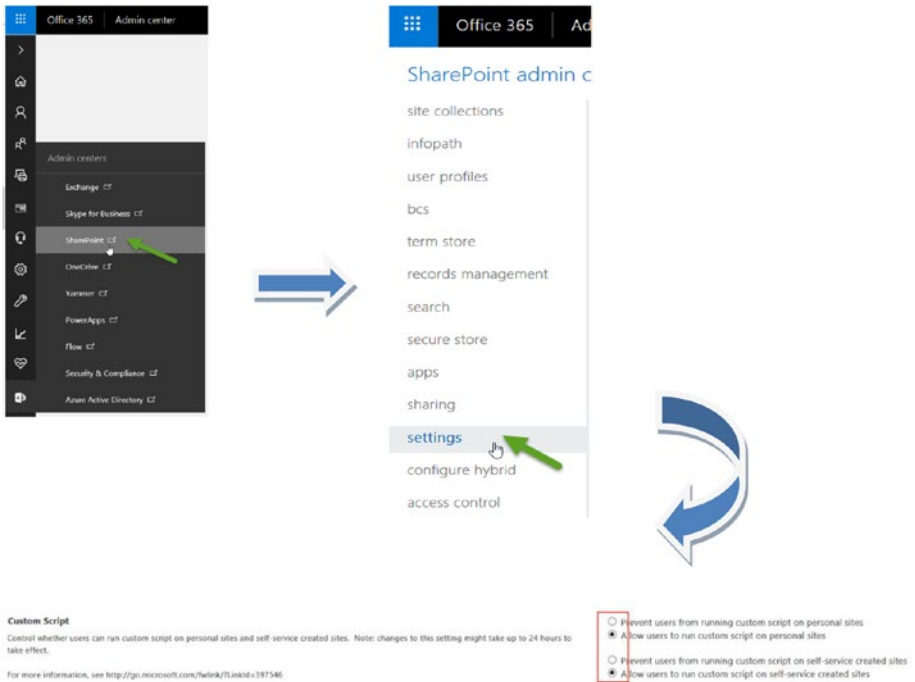 Office 365 Admin center
Admin centers
Exchange
Skype for Business
SharePoint
OneDrive
Yammer
PowerApps
Flow
Security & Compliance
Azure Active Directory
Office 365 Ad
SharePoint admin c
site collections
infopath
user profiles
bcs
term store
records management
search
secure store
apps
sharing
settings
configure hybrid
access control
Custom Script
Control whether users can run custom script on personal sites and self-service created sites. Note: changes to this setting might take up to 24 hours to
take effect.
For more information, see http://go.microsoft.com/fwlink/?LinkId=397546
Prevent users from running custom script on personal sites
Allow users to run custom script on personal sites
Prevent users from running custom script on self-service created sites
Allow users to run custom script on self-service created sites